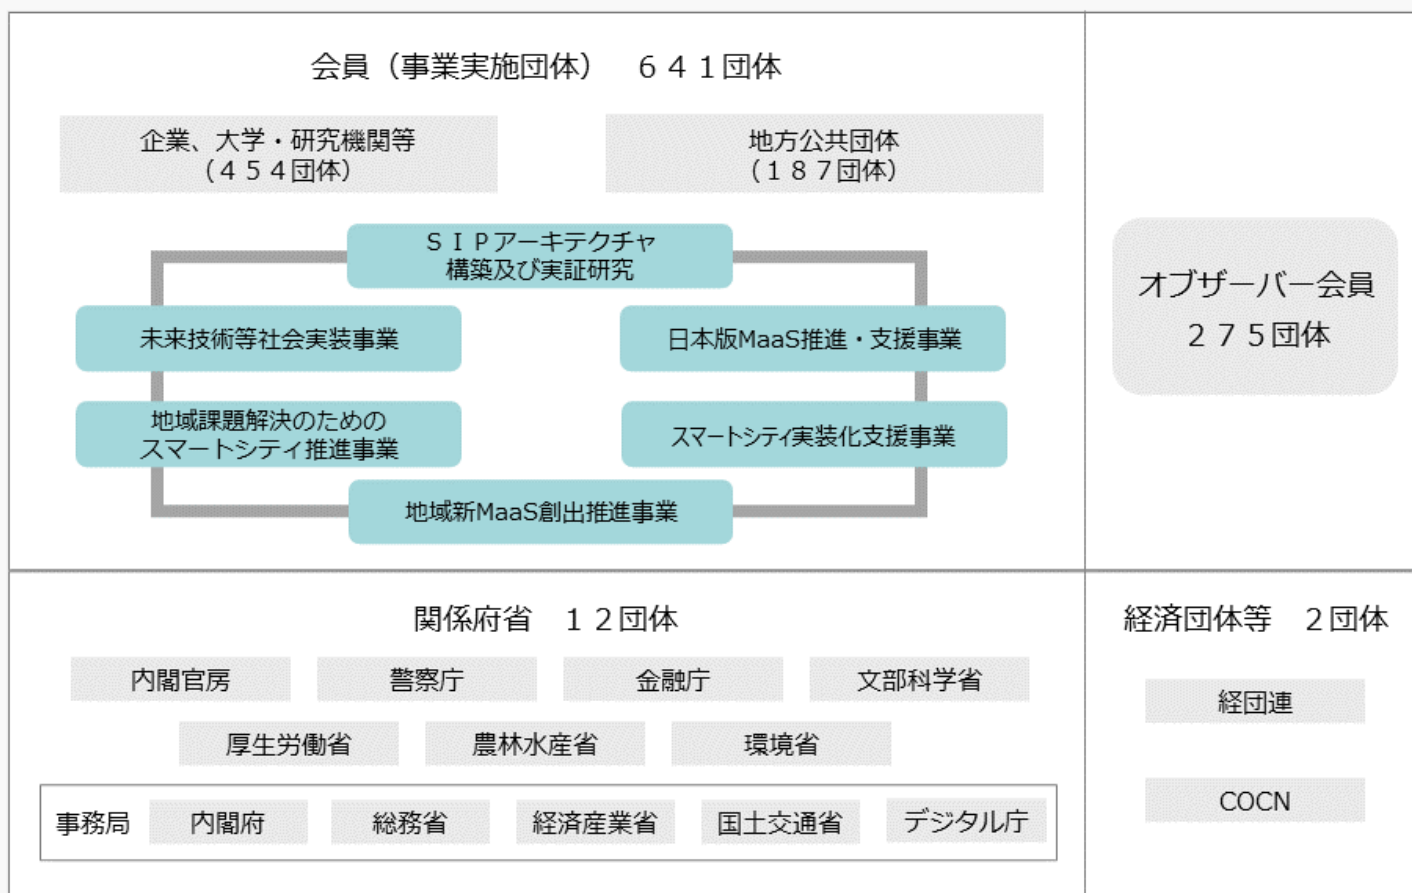 会員（事業実施団体）　６４１団体
企業、大学・研究機関等
（４５４団体）
地方公共団体
（１８７団体）
ＳＩＰアーキテクチャ
構築及び実証研究
未来技術等社会実装事業
日本版MaaS推進・支援事業
地域課題解決のための
スマートシティ推進事業
スマートシティ実装化支援事業
地域新MaaS創出推進事業
オブザーバー会員
２７５団体
関係府省　１２団体
内閣官房
警察庁
金融庁
文部科学省
厚生労働省
農林水産省
環境省
事務局
内閣府
総務省
経済産業省
国土交通省
デジタル庁
経済団体等　２団体
経団連
COCN